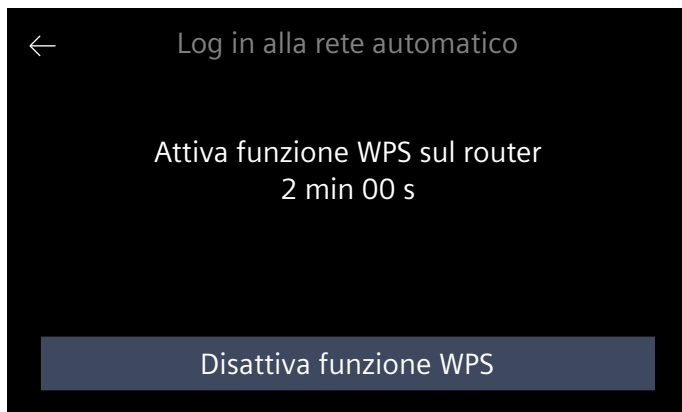 Log in alla rete automatico
Attiva funzione WPS sul router
2 min 00 s
Disattiva funzione WPS